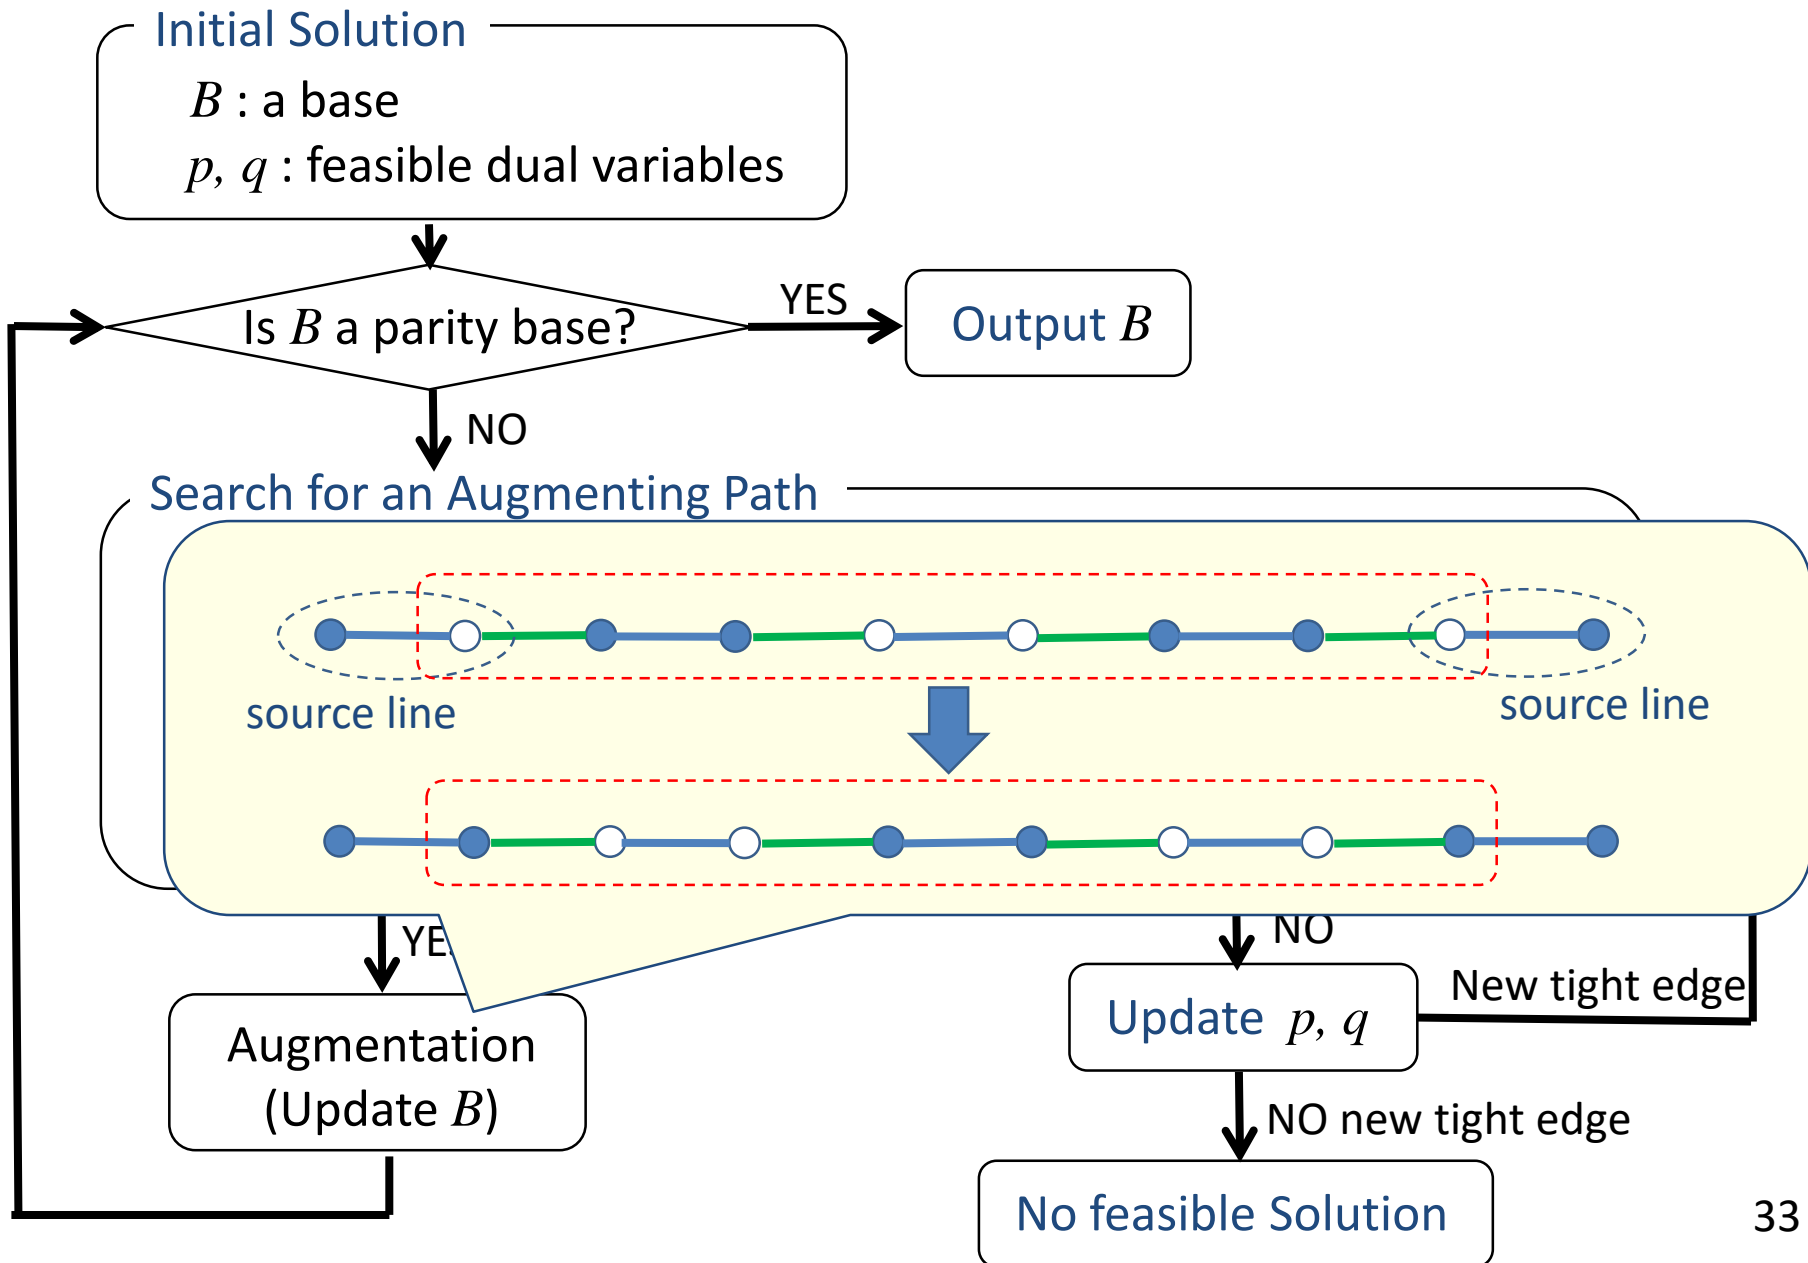 Initial Solution
B : a base
p, q : feasible dual variables
Is B a parity base?
YES
Output B
NO
Search for an Augmenting Path
source line
source line
NO
New tight edge
Update p, q
Augmentation
(Update B)
NO new tight edge
No feasible Solution
33